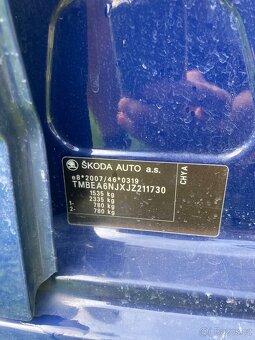 ŠKODA AUTO a.s.
e8*2007/46*0319
TMBEA6NJXJZ211730
1535 kg
2335 kg
1- 780 kg
2- 780 kg
CHYA